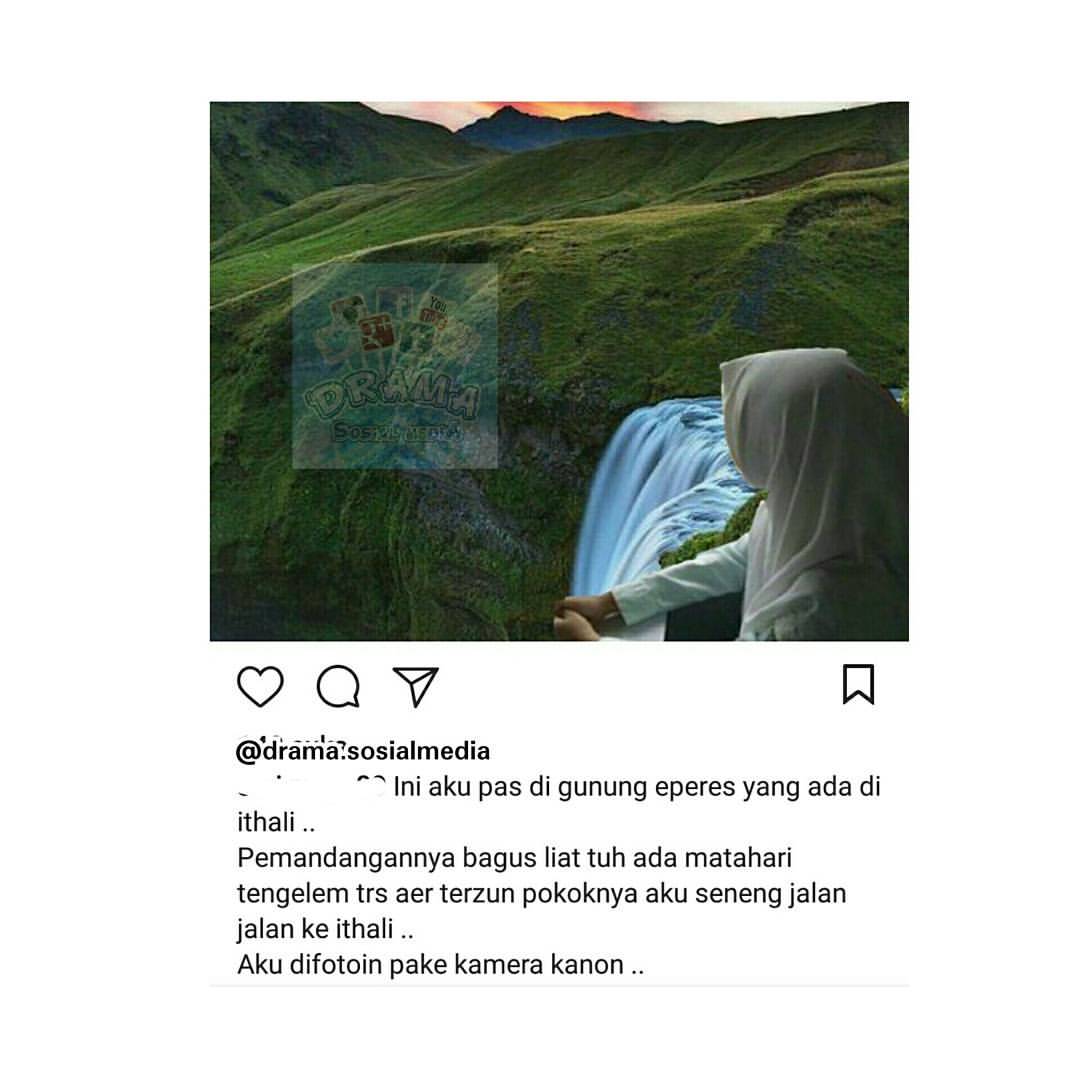 You
DRAMA
Sosial media
@drama.sosialmedia
Ini aku pas di gunung eperes yang ada di
ithali ..
Pemandangannya bagus liat tuh ada matahari
tengelem trs aer terzun pokoknya aku seneng jalan
jalan ke ithali ..
Aku difotoin pake kamera kanon ..